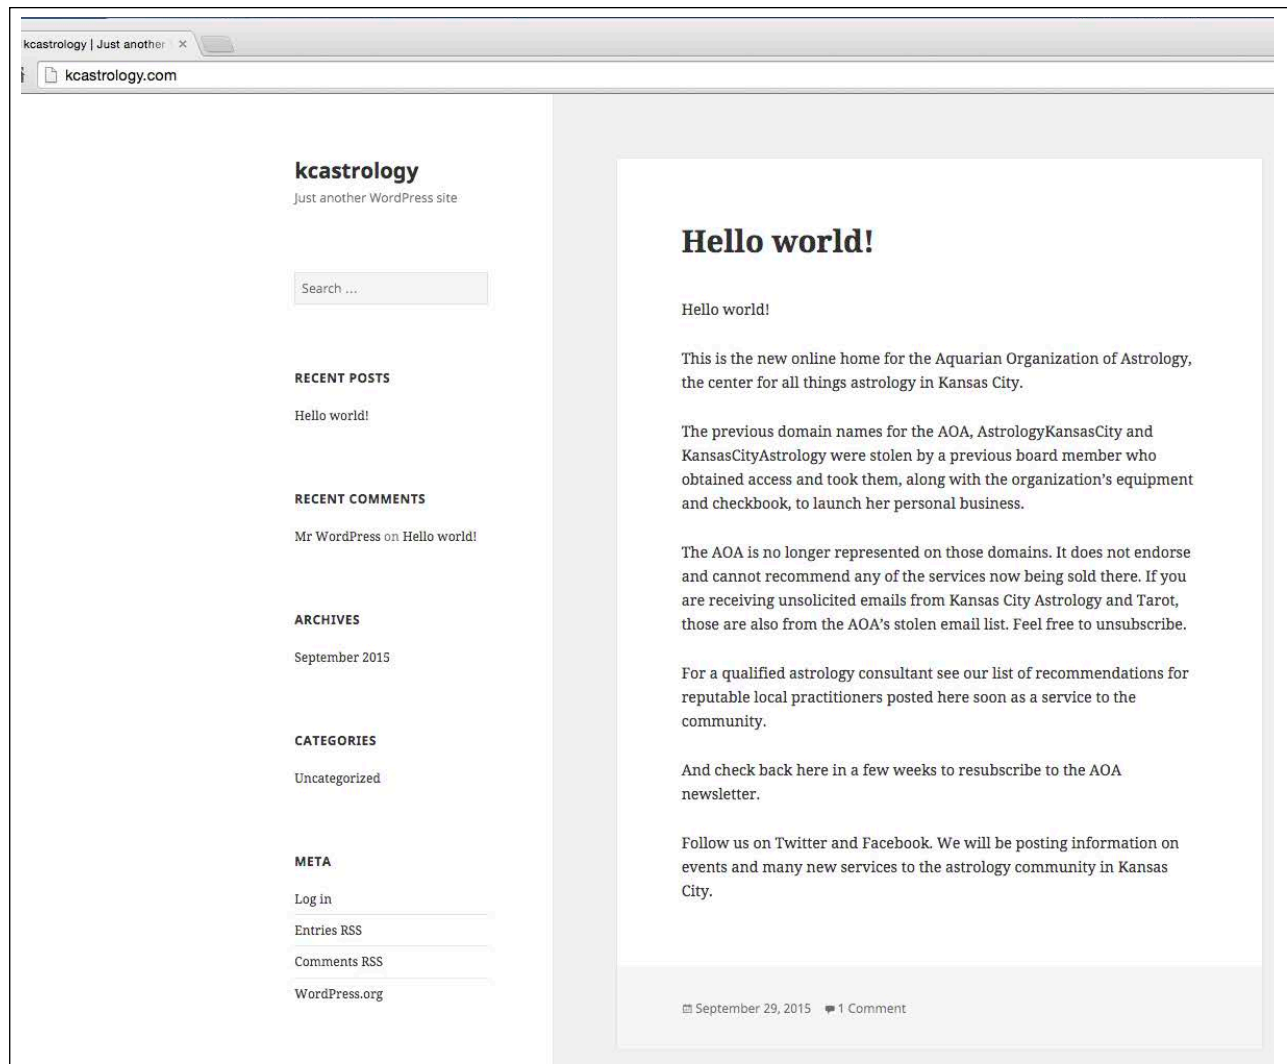 kcastrology | Just another
kcastrology.com
kcastrology
Just another WordPress site
Search ...
RECENT POSTS
Hello world!
RECENT COMMENTS
Mr WordPress on Hello world!
ARCHIVES
September 2015
CATEGORIES
Uncategorized
META
Log in
Entries RSS
Comments RSS
WordPress.org
Hello world!
Hello world!
This is the new online home for the Aquarian Organization of Astrology,
the center for all things astrology in Kansas City.
The previous domain names for the AOA, AstrologyKansasCity and
KansasCityAstrology were stolen by a previous board member who
obtained access and took them, along with the organization’s equipment
and checkbook, to launch her personal business.
The AOA is no longer represented on those domains. It does not endorse
and cannot recommend any of the services now being sold there. If you
are receiving unsolicited emails from Kansas City Astrology and Tarot,
those are also from the AOA’s stolen email list. Feel free to unsubscribe.
For a qualified astrology consultant see our list of recommendations for
reputable local practitioners posted here soon as a service to the
community.
And check back here in a few weeks to resubscribe to the AOA
newsletter.
Follow us on Twitter and Facebook. We will be posting information on
events and many new services to the astrology community in Kansas
City.
September 29, 2015 1 Comment